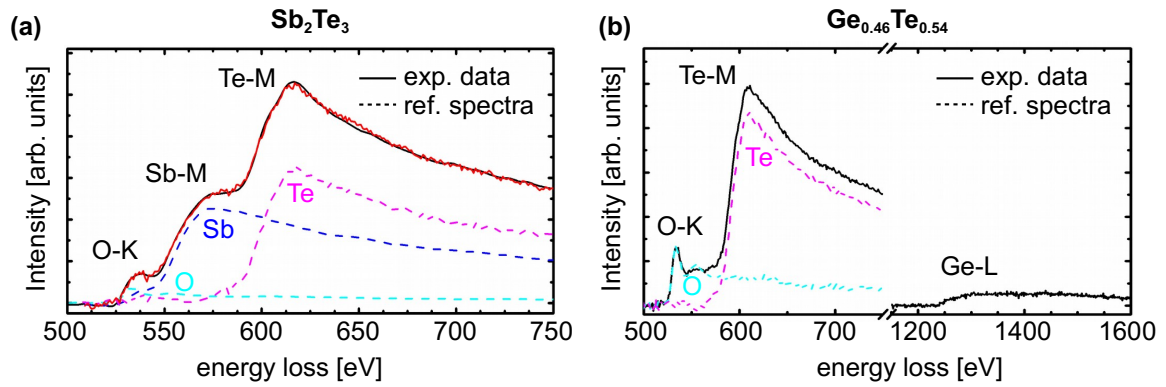 (a)
Sb₂Te₃
Te-M
exp. data
ref. spectra
Sb-M
Te
O-K
Sb
O
Intensity [arb. units]
500 550 600 650 700 750
energy loss [eV]
(b)
Ge₀.₄₆Te₀.₅₄
Te-M
exp. data
ref. spectra
Te
O-K
O
Ge-L
Intensity [arb. units]
500 600 700 1200 1400 1600
energy loss [eV]